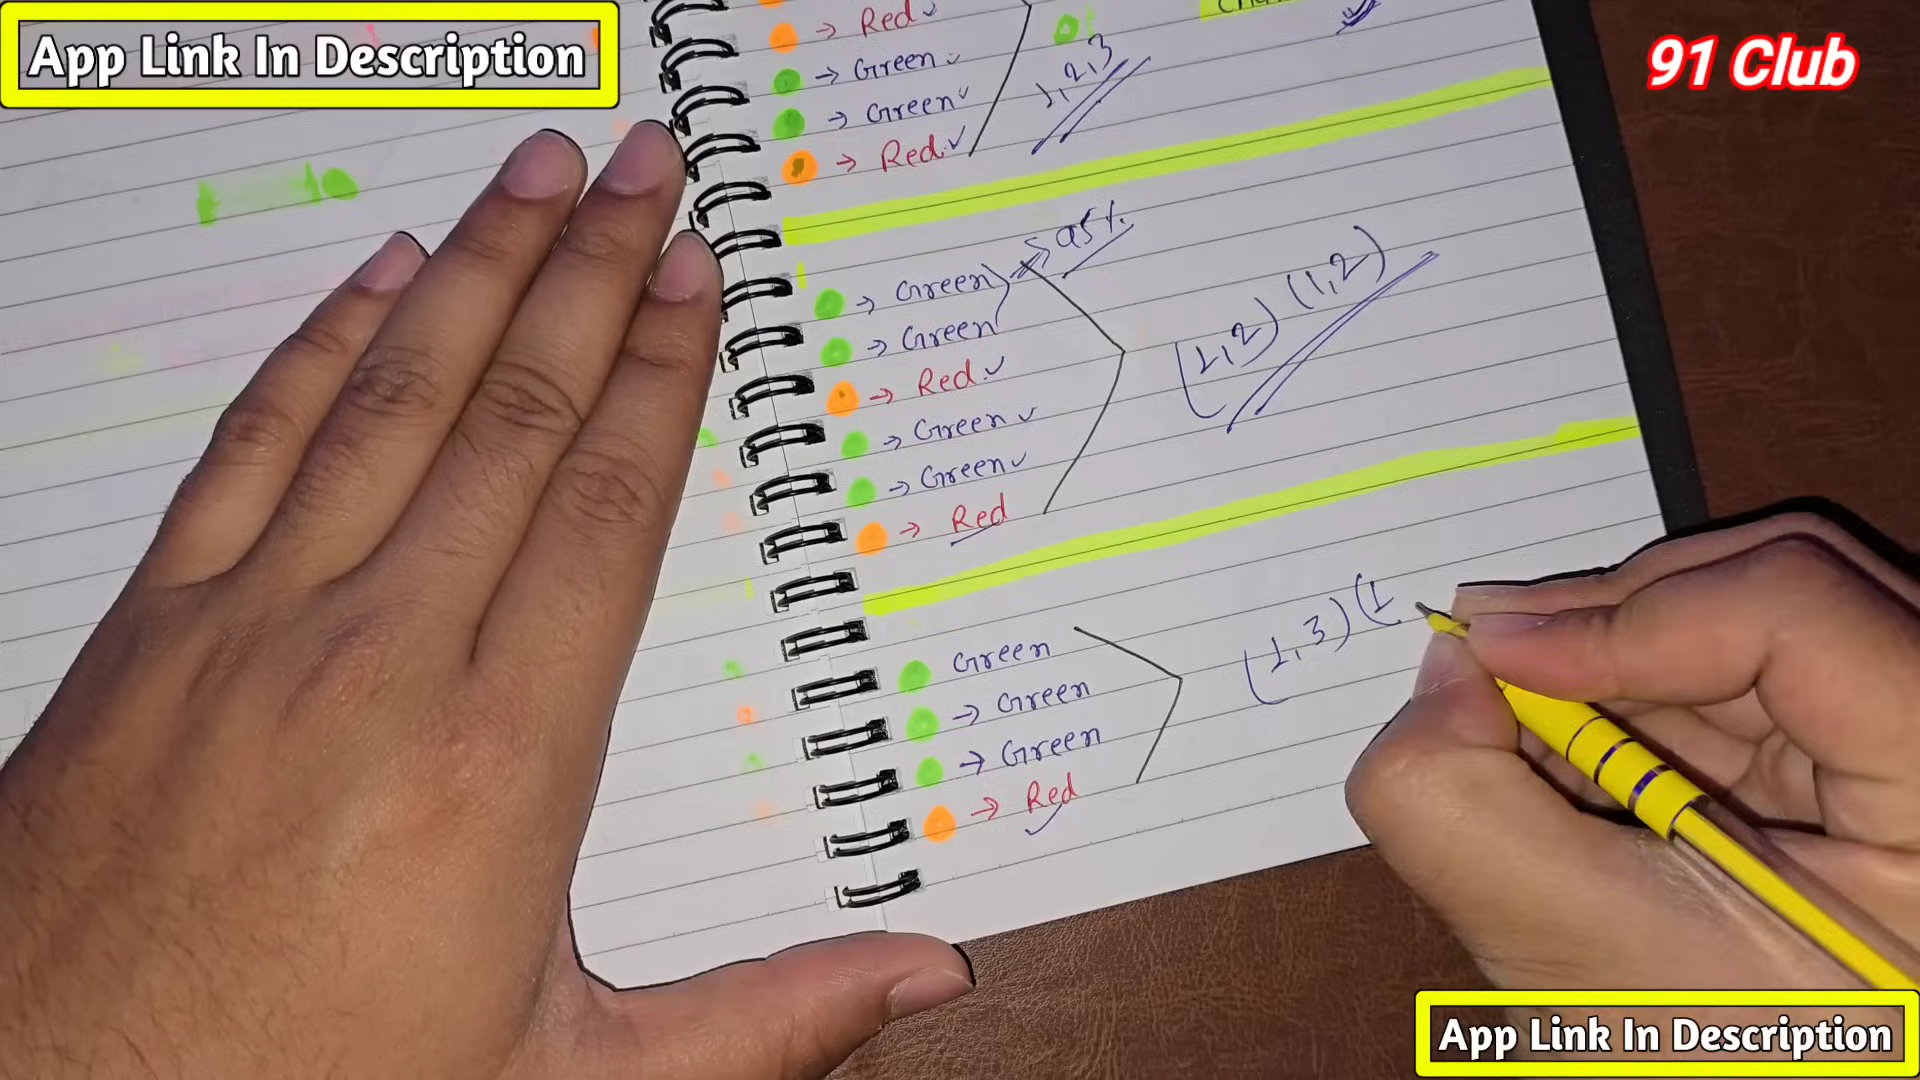 App Link In Description
91 Club
→ Red ✓
→ Green ✓
→ Green ✓
→ Red ✓
1,2,3
→ Green
→ 95%
→ Green
→ Red ✓
→ Green ✓
→ Green ✓
→ Red
(1,2) (1,2)
Green
→ Green
→ Green
→ Red
(1,3) (1
App Link In Description